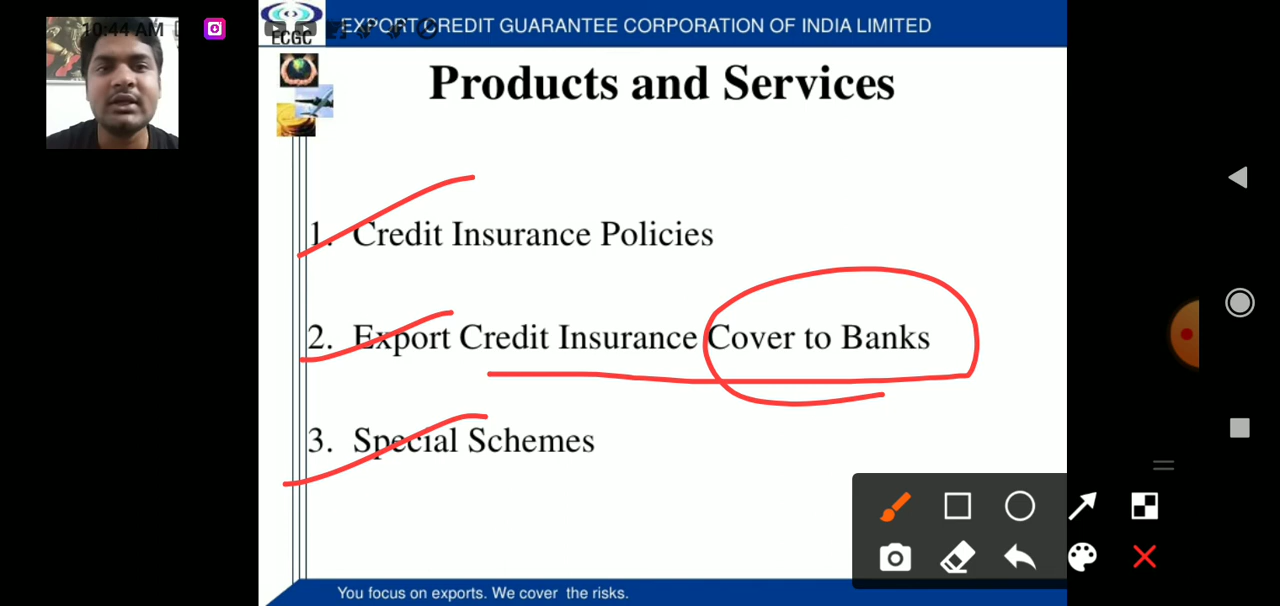 10:44 AM
EXPORT CREDIT GUARANTEE CORPORATION OF INDIA LIMITED
ECGC
Products and Services
1. Credit Insurance Policies
2. Export Credit Insurance Cover to Banks
3. Special Schemes
You focus on exports. We cover the risks.